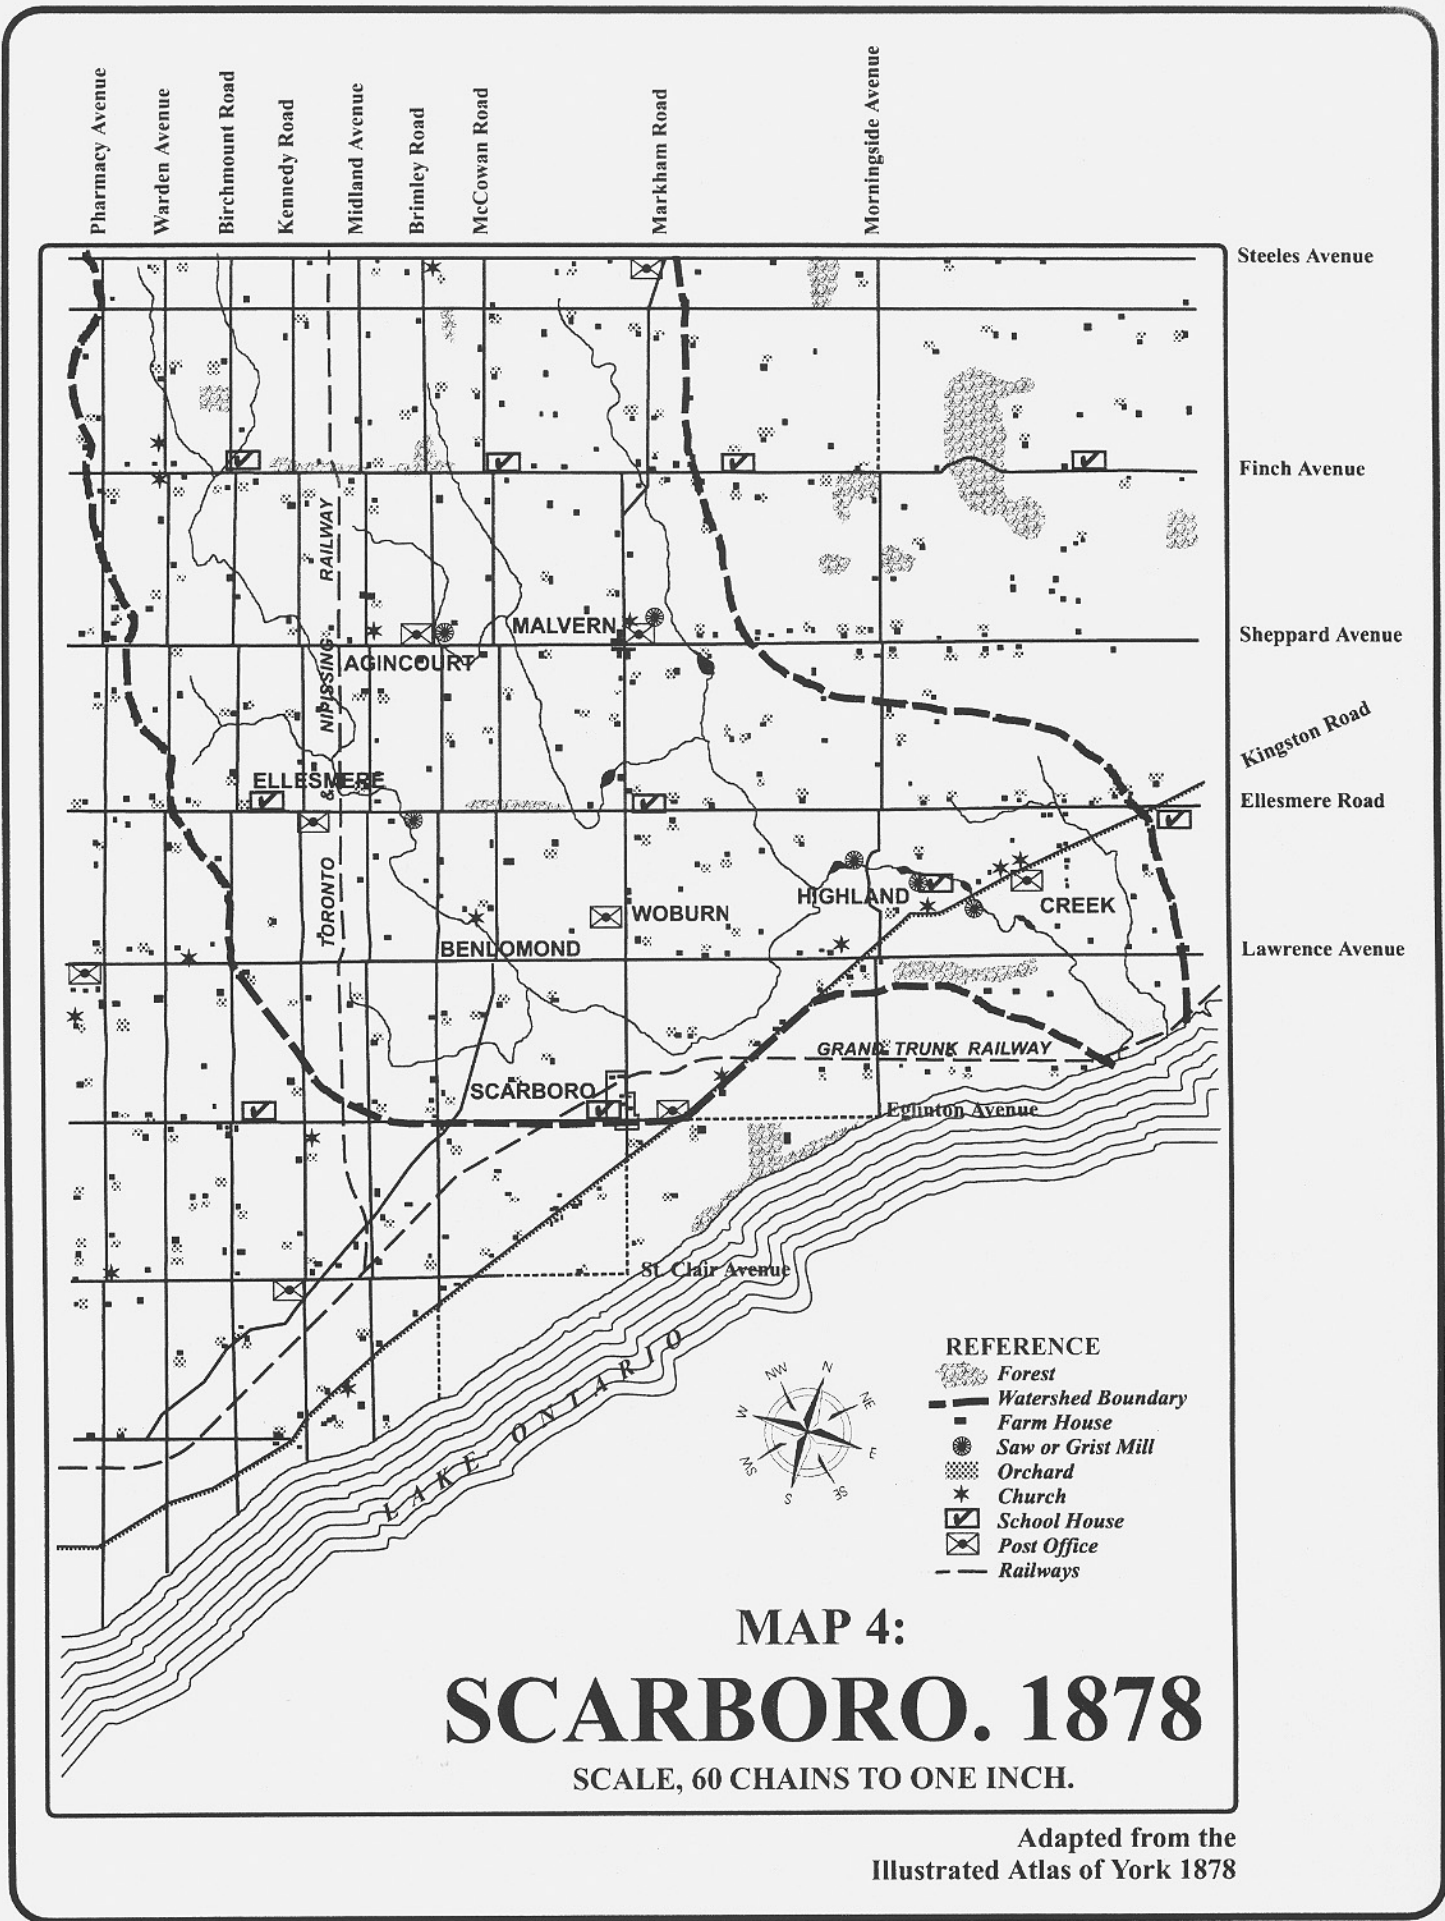 Pharmacy Avenue
Warden Avenue
Birchmount Road
Kennedy Road
Midland Avenue
Brimley Road
McCowan Road
Markham Road
Morningside Avenue
Steeles Avenue
Finch Avenue
Sheppard Avenue
Kingston Road
Ellesmere Road
Lawrence Avenue
TORONTO & NIPISSING RAILWAY
MALVERN
AGINCOURT
ELLESMERE
HIGHLAND CREEK
WOBURN
BENLOMOND
GRAND TRUNK RAILWAY
SCARBORO
Eglinton Avenue
St. Clair Avenue
LAKE ONTARIO
REFERENCE
Forest
Watershed Boundary
Farm House
Saw or Grist Mill
Orchard
Church
School House
Post Office
Railways
N
NE
E
SE
S
SW
W
NW
MAP 4:
SCARBORO. 1878
SCALE, 60 CHAINS TO ONE INCH.
Adapted from the
Illustrated Atlas of York 1878